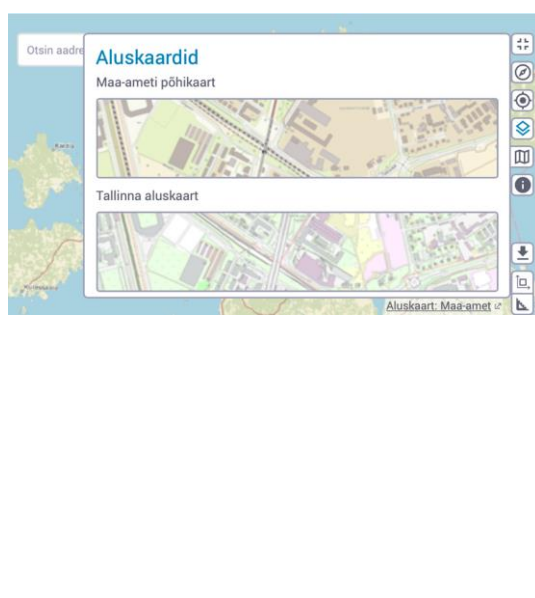 Otsin aadre
Aluskaardid
Maa-ameti põhikaart
Tallinna aluskaart
Aluskaart: Maa-amet